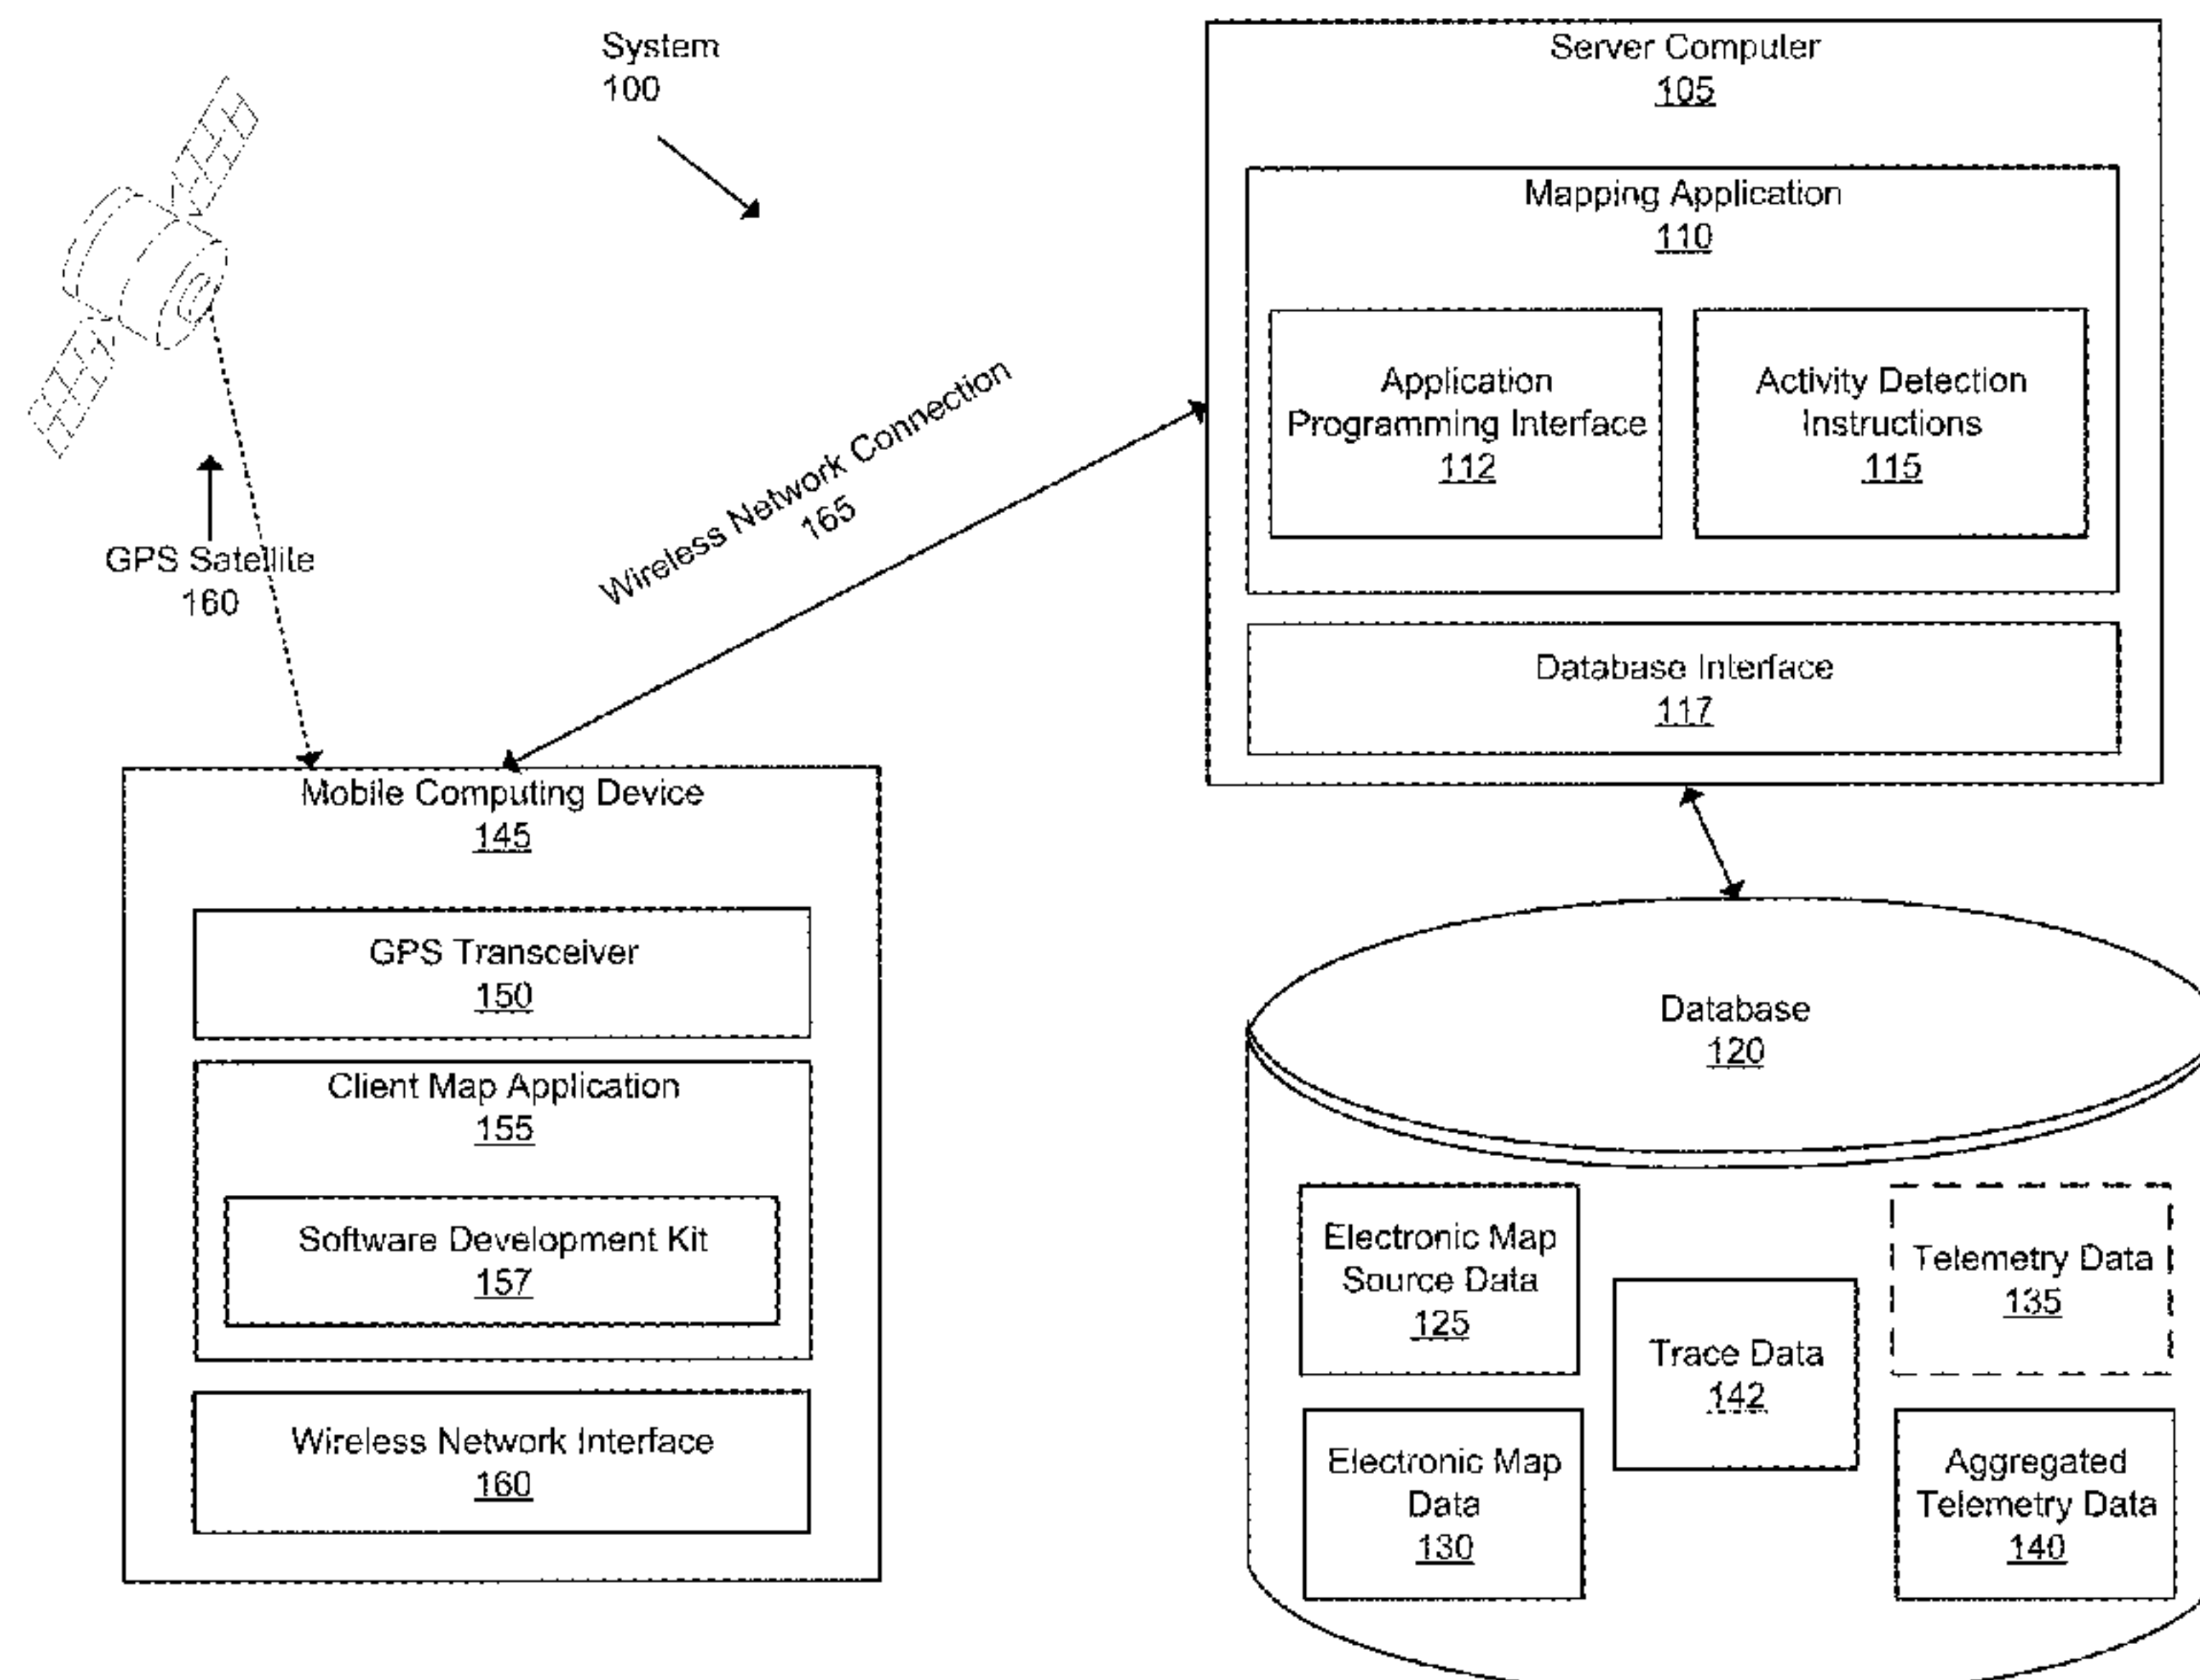 System
100
Server Computer
105
Mapping Application
110
Application
Programming Interface
112
Activity Detection
Instructions
115
Database Interface
117
GPS Satellite
160
Wireless Network Connection
165
Mobile Computing Device
145
GPS Transceiver
150
Client Map Application
155
Software Development Kit
157
Wireless Network Interface
160
Database
120
Electronic Map
Source Data
125
Telemetry Data
135
Trace Data
142
Electronic Map
Data
130
Aggregated
Telemetry Data
140